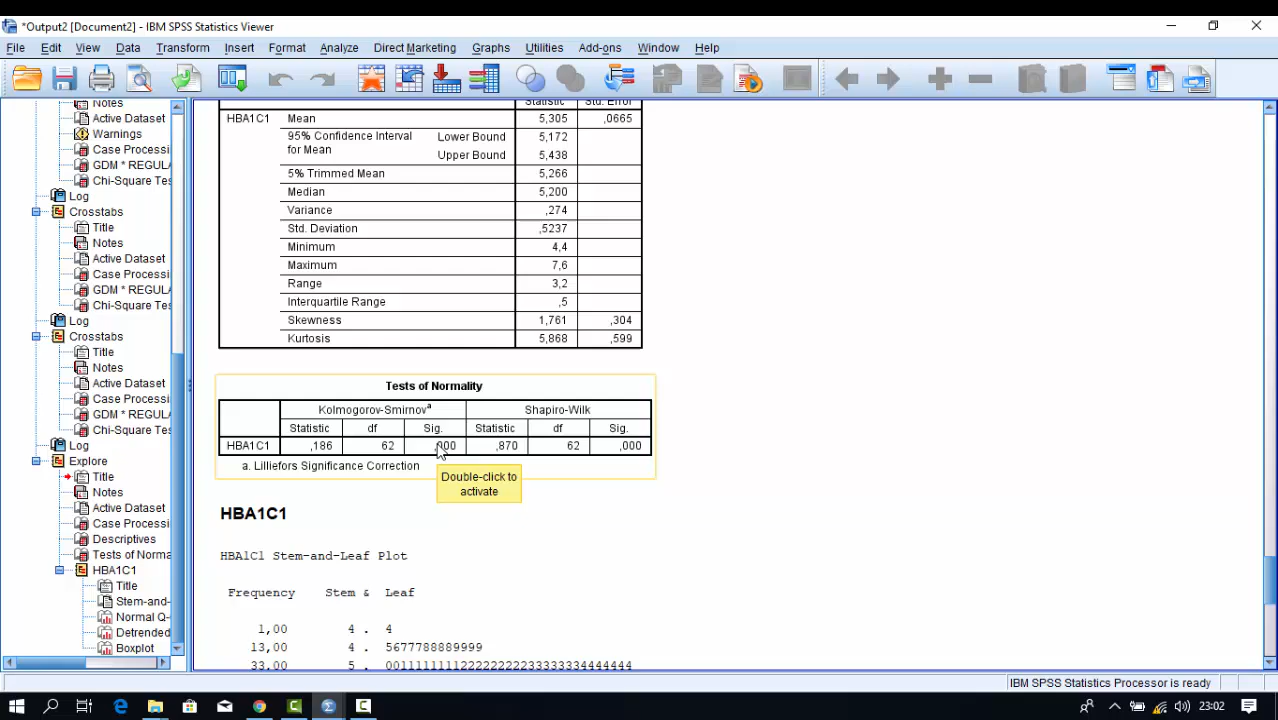 *Output2 [Document2] - IBM SPSS Statistics Viewer
File Edit View Data Transform Insert Format Analyze Direct Marketing Graphs Utilities Add-ons Window Help
Notes
Active Dataset
Warnings
Case Processi
GDM * REGULA
Chi-Square Tes
Log
Crosstabs
Title
Notes
Active Dataset
Case Processi
GDM * REGULA
Chi-Square Tes
Log
Crosstabs
Title
Notes
Active Dataset
Case Processi
GDM * REGULA
Chi-Square Tes
Log
Explore
Title
Notes
Active Dataset
Case Processi
Descriptives
Tests of Norma
HBA1C1
Title
Stem-and-
Normal Q-
Detrended
Boxplot
Statistic Std. Error
HBA1C1 Mean 5,305 ,0665
95% Confidence Interval for Mean Lower Bound 5,172
Upper Bound 5,438
5% Trimmed Mean 5,266
Median 5,200
Variance ,274
Std. Deviation ,5237
Minimum 4,4
Maximum 7,6
Range 3,2
Interquartile Range ,5
Skewness 1,761 ,304
Kurtosis 5,868 ,599
Tests of Normality
Kolmogorov-Smirnov a Shapiro-Wilk
Statistic df Sig. Statistic df Sig.
HBA1C1 ,186 62 ,000 ,870 62 ,000
a. Lilliefors Significance Correction
Double-click to
activate
HBA1C1
HBA1C1 Stem-and-Leaf Plot
Frequency Stem & Leaf
1,00 4 . 4
13,00 4 . 5677788889999
33,00 5 . 001111111122222222233333334444444
IBM SPSS Statistics Processor is ready
23:02